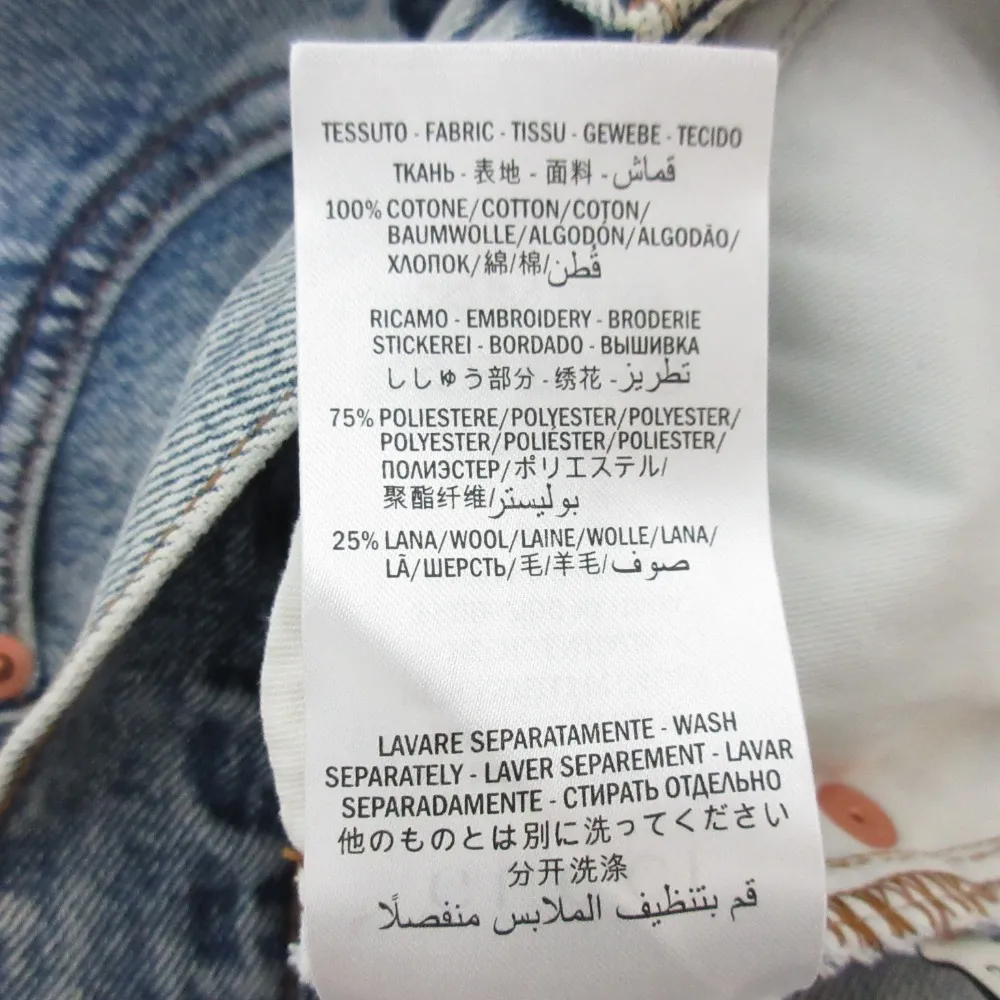 TESSUTO - FABRIC - TISSU - GEWEBE - TECIDO
ТКАНЬ - 表地 - 面料 - قماش
100% COTONE/COTTON/COTON/
BAUMWOLLE/ALGODÓN/ALGODÃO/
ХЛОПОК/綿/棉/قُطن
RICAMO - EMBROIDERY - BRODERIE
STICKEREI - BORDADO - ВЫШИВКА
ししゅう部分 - 绣花 - تطريز
75% POLIESTERE/POLYESTER/POLYESTER/
POLYESTER/POLIÉSTER/POLIESTER/
ПОЛИЭСТЕР/ポリエステル/
聚酯纤维/بوليستر
25% LANA/WOOL/LAINE/WOLLE/LANA/
LÃ/ШЕРСТЬ/毛/羊毛/صوف
LAVARE SEPARATAMENTE - WASH
SEPARATELY - LAVER SEPAREMENT - LAVAR
SEPARADAMENTE - СТИРАТЬ ОТДЕЛЬНО
他のものとは別に洗ってください
分开洗涤
قم بتنظيف الملابس منفصلًا